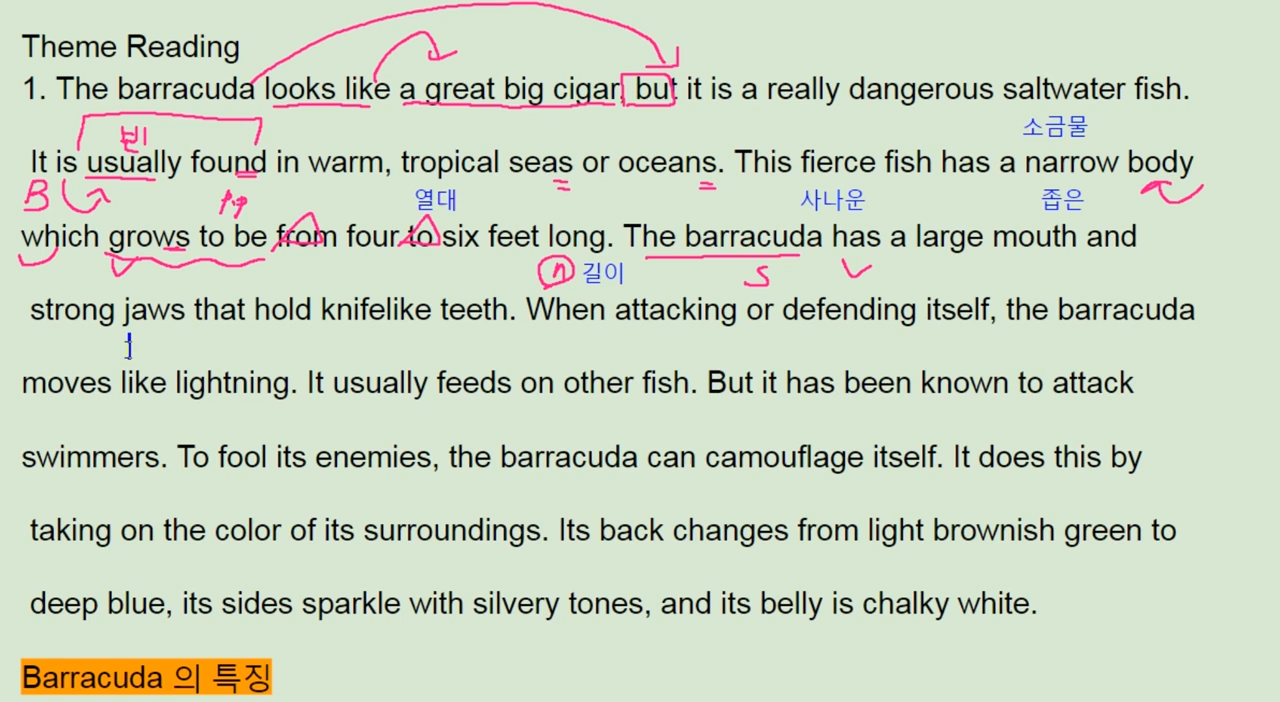 Theme Reading
1. The barracuda looks like a great big cigar, but it is a really dangerous saltwater fish.
소금물
빈
It is usually found in warm, tropical seas or oceans. This fierce fish has a narrow body
B
p.p
열대
사나운
좁은
which grows to be from four to six feet long. The barracuda has a large mouth and
n 길이
S
V
strong jaws that hold knifelike teeth. When attacking or defending itself, the barracuda
moves like lightning. It usually feeds on other fish. But it has been known to attack
swimmers. To fool its enemies, the barracuda can camouflage itself. It does this by
taking on the color of its surroundings. Its back changes from light brownish green to
deep blue, its sides sparkle with silvery tones, and its belly is chalky white.
Barracuda 의 특징